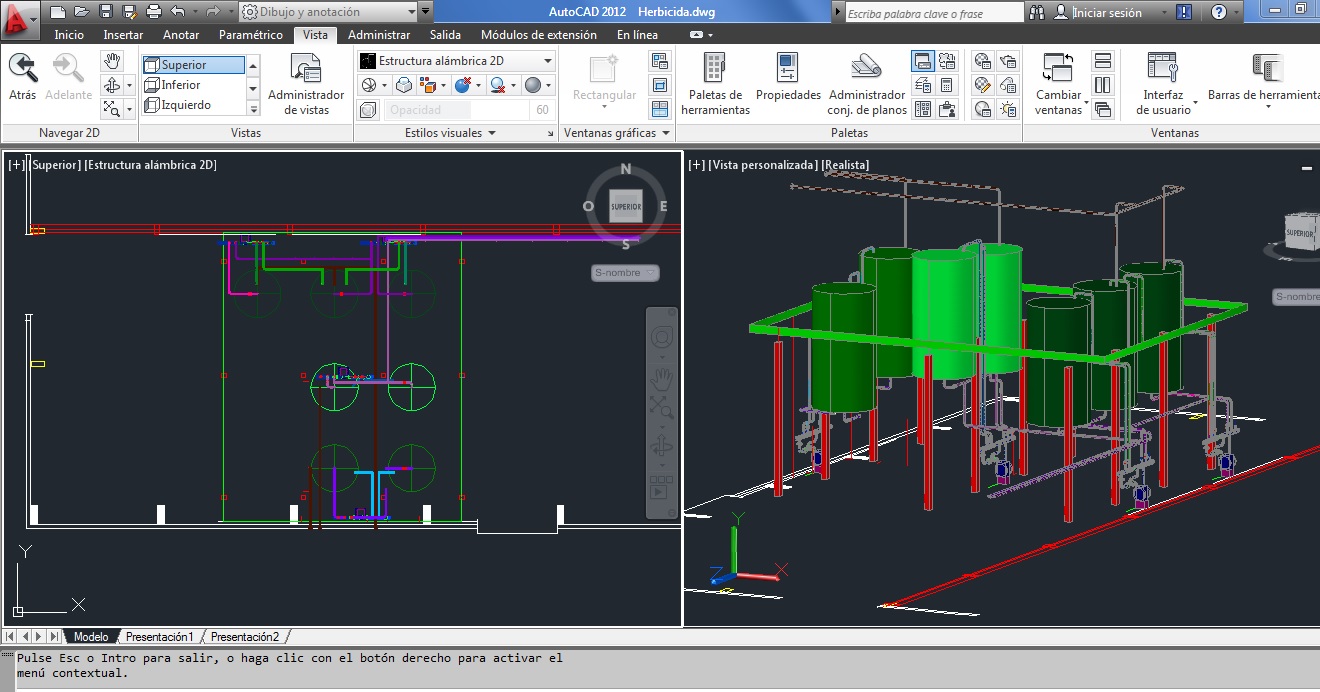 Dibujo y anotación
AutoCAD 2012 Herbicida.dwg
Escriba palabra clave o frase
Iniciar sesión
Inicio Insertar Anotar Paramétrico Vista Administrar Salida Módulos de extensión En línea
Atrás Adelante
Superior
Inferior
Izquierdo
Administrador
de vistas
Estructura alámbrica 2D
Opacidad 60
Rectangular
Paletas de
herramientas
Propiedades
Administrador
conj. de planos
Cambiar
ventanas
Interfaz
de usuario
Barras de herramienta
Navegar 2D Vistas Estilos visuales Ventanas gráficas Paletas Ventanas
[+] [Superior] [Estructura alámbrica 2D]
N
O SUPERIOR E
S
S-nombre
Y
X
[+] [Vista personalizada] [Realista]
SUPERIOR
S-nombre
Y
Z X
Modelo Presentación1 Presentación2
Pulse Esc o Intro para salir, o haga clic con el botón derecho para activar el
menú contextual.